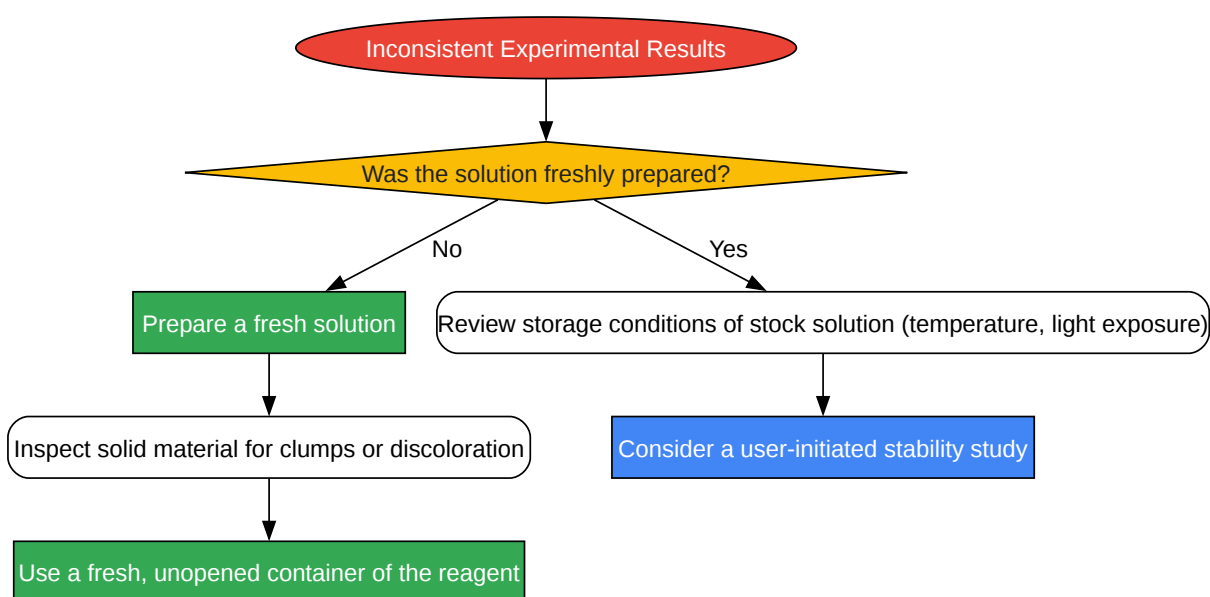 Inconsistent Experimental Results
Was the solution freshly prepared?
No
Yes
Prepare a fresh solution
Review storage conditions of stock solution (temperature, light exposure)
Inspect solid material for clumps or discoloration
Consider a user-initiated stability study
Use a fresh, unopened container of the reagent